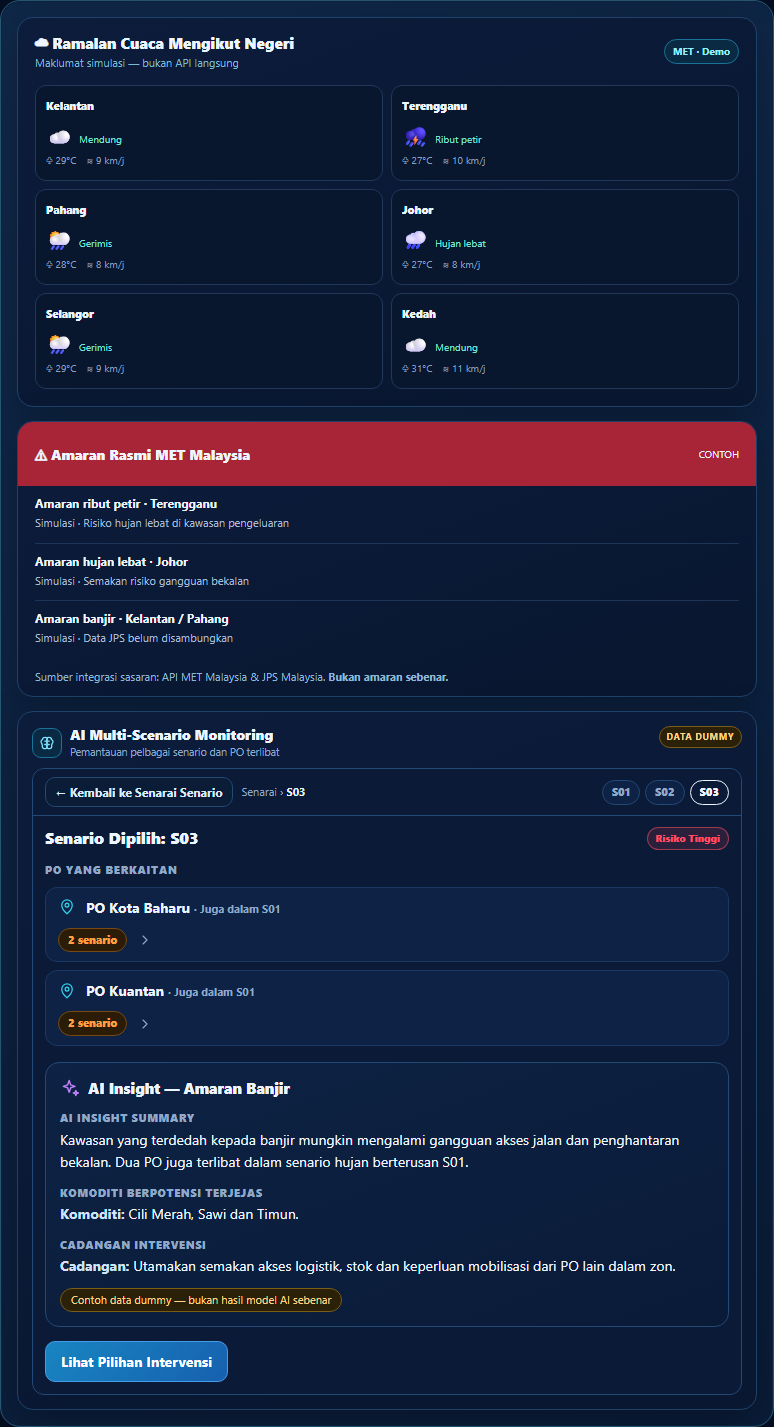 Ramalan Cuaca Mengikut Negeri
Maklumat simulasi — bukan API langsung
MET · Demo
Kelantan
Mendung
29°C ≈ 9 km/j
Terengganu
Ribut petir
27°C ≈ 10 km/j
Pahang
Gerimis
28°C ≈ 8 km/j
Johor
Hujan lebat
27°C ≈ 8 km/j
Selangor
Gerimis
29°C ≈ 9 km/j
Kedah
Mendung
31°C ≈ 11 km/j
⚠ Amaran Rasmi MET Malaysia
CONTOH
Amaran ribut petir · Terengganu
Simulasi · Risiko hujan lebat di kawasan pengeluaran
Amaran hujan lebat · Johor
Simulasi · Semakan risiko gangguan bekalan
Amaran banjir · Kelantan / Pahang
Simulasi · Data JPS belum disambungkan
Sumber integrasi sasaran: API MET Malaysia & JPS Malaysia. Bukan amaran sebenar.
AI Multi-Scenario Monitoring
Pemantauan pelbagai senario dan PO terlibat
DATA DUMMY
← Kembali ke Senarai Senario
Senarai › S03
S01 S02 S03
Senario Dipilih: S03
Risiko Tinggi
PO YANG BERKAITAN
PO Kota Baharu · Juga dalam S01
2 senario ›
PO Kuantan · Juga dalam S01
2 senario ›
AI Insight — Amaran Banjir
AI INSIGHT SUMMARY
Kawasan yang terdedah kepada banjir mungkin mengalami gangguan akses jalan dan penghantaran
bekalan. Dua PO juga terlibat dalam senario hujan berterusan S01.
KOMODITI BERPOTENSI TERJEJAS
Komoditi: Cili Merah, Sawi dan Timun.
CADANGAN INTERVENSI
Cadangan: Utamakan semakan akses logistik, stok dan keperluan mobilisasi dari PO lain dalam zon.
Contoh data dummy — bukan hasil model AI sebenar
Lihat Pilihan Intervensi